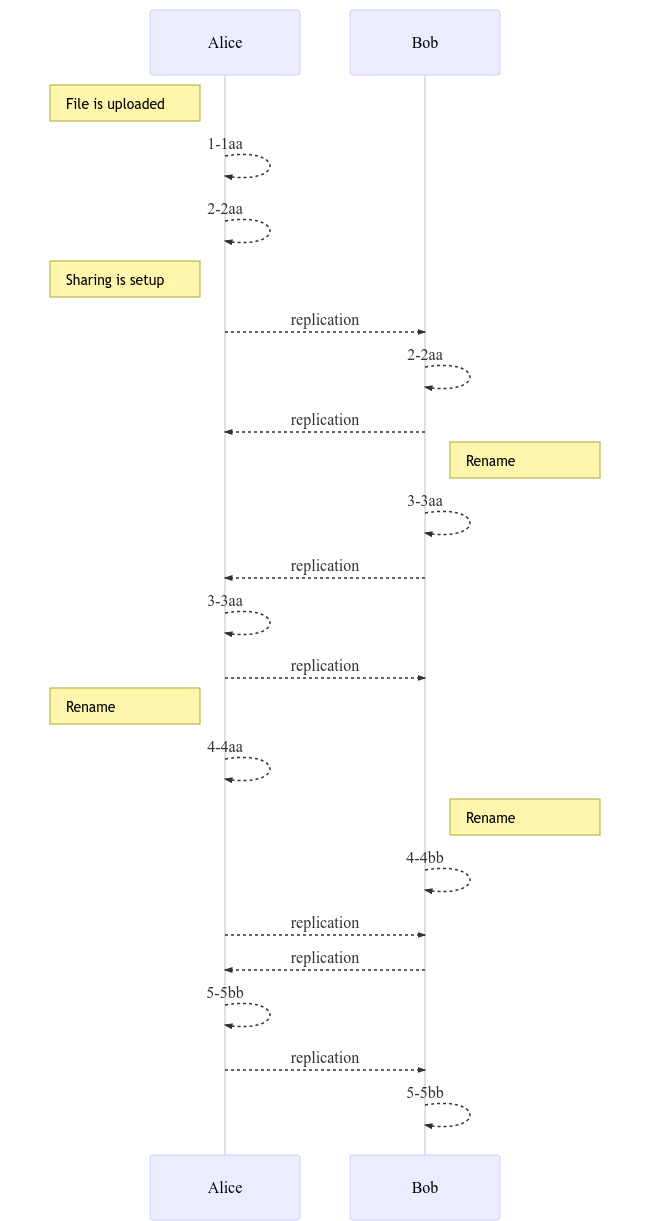 Alice
Bob
File is uploaded
1-1aa
2-2aa
Sharing is setup
replication
2-2aa
replication
Rename
3-3aa
replication
3-3aa
replication
Rename
4-4aa
Rename
4-4bb
replication
replication
5-5bb
replication
5-5bb
Alice
Bob